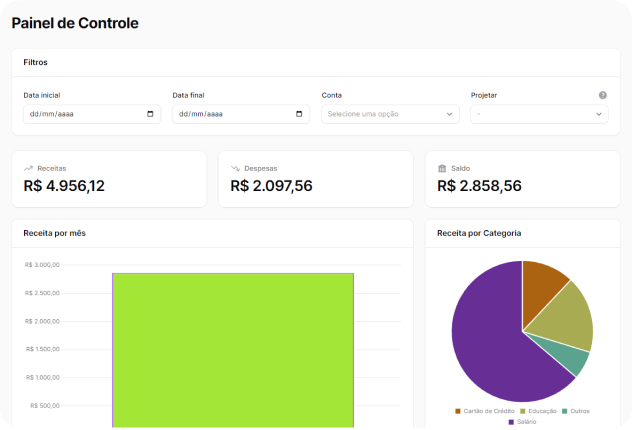 Painel de Controle
Filtros
Data inicial
Data final
Conta
Projetar
?
dd/mm/aaaa
dd/mm/aaaa
Selecione uma opção
-
Receitas
Despesas
Saldo
R$ 4.956,12
R$ 2.097,56
R$ 2.858,56
Receita por mês
Receita por Categoria
R$ 3.000,00
R$ 2.500,00
R$ 2.000,00
R$ 1.500,00
R$ 1.000,00
R$ 500,00
Cartão de Crédito
Educação
Outros
Salário